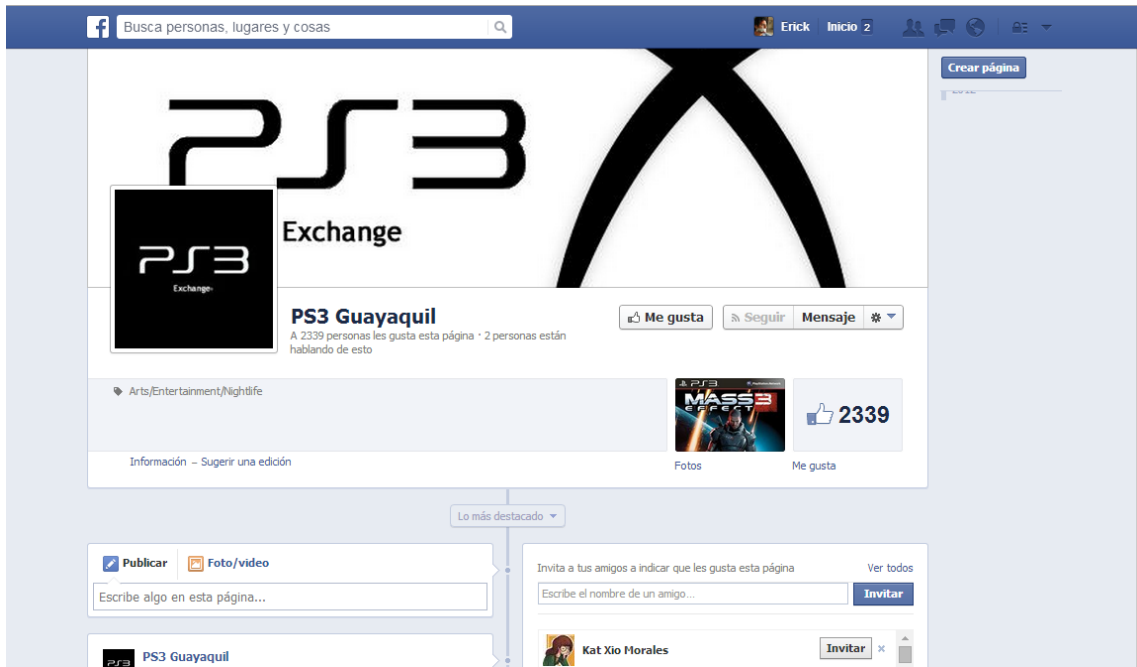 Busca personas, lugares y cosas
Erick Inicio 2
Crear página
PS3
Exchange
PS3
Exchange
PS3 Guayaquil
A 2339 personas les gusta esta página · 2 personas están
hablando de esto
Me gusta
Seguir Mensaje
Arts/Entertainment/Nightlife
PS3
MASS 3
EFFECT
2339
Información – Sugerir una edición
Fotos
Me gusta
Lo más destacado
Publicar Foto/video
Escribe algo en esta página...
Invita a tus amigos a indicar que les gusta esta página Ver todos
Escribe el nombre de un amigo... Invitar
PS3 Guayaquil
PS3
Kat Xio Morales Invitar